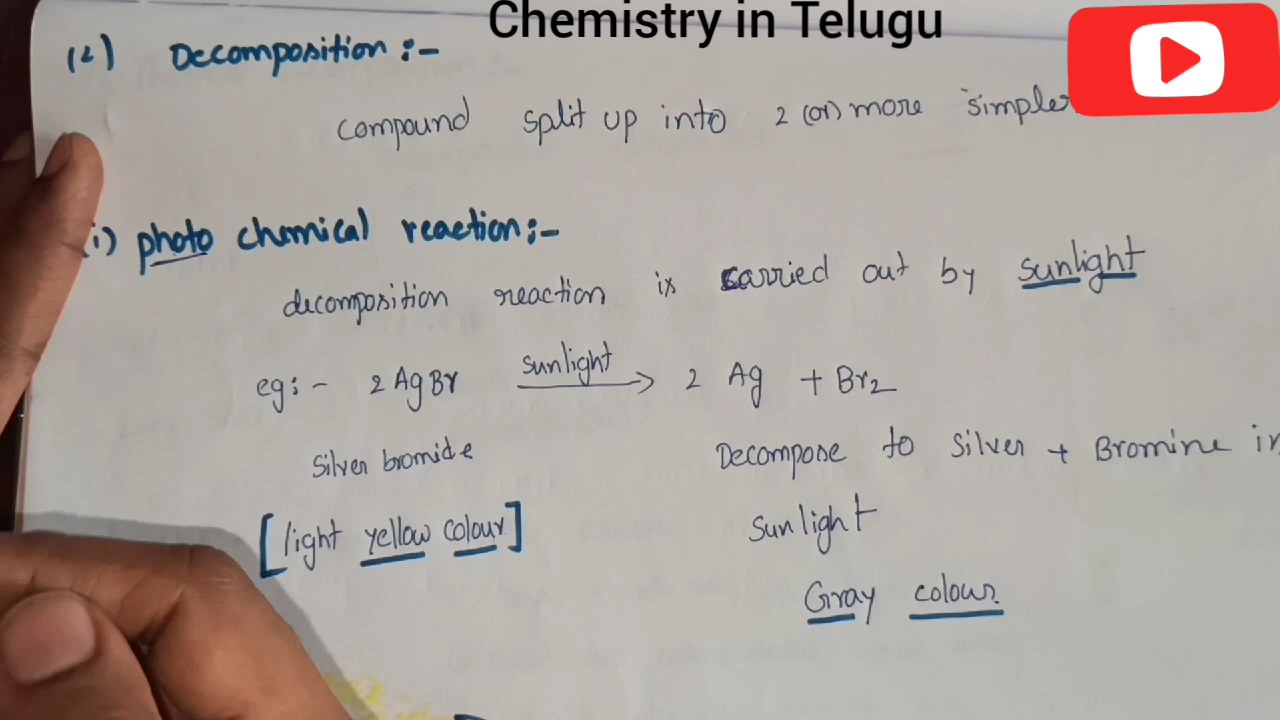 Chemistry in Telugu
(2) Decomposition :-
compound split up into 2 (or) more simpler
(i) photo chemical reaction :-
decomposition reaction is carried out by sunlight
eg :- 2 AgBr sunlight → 2 Ag + Br2
Silver bromide
Decompose to Silver + Bromine in
sunlight
[light yellow colour]
Gray colour